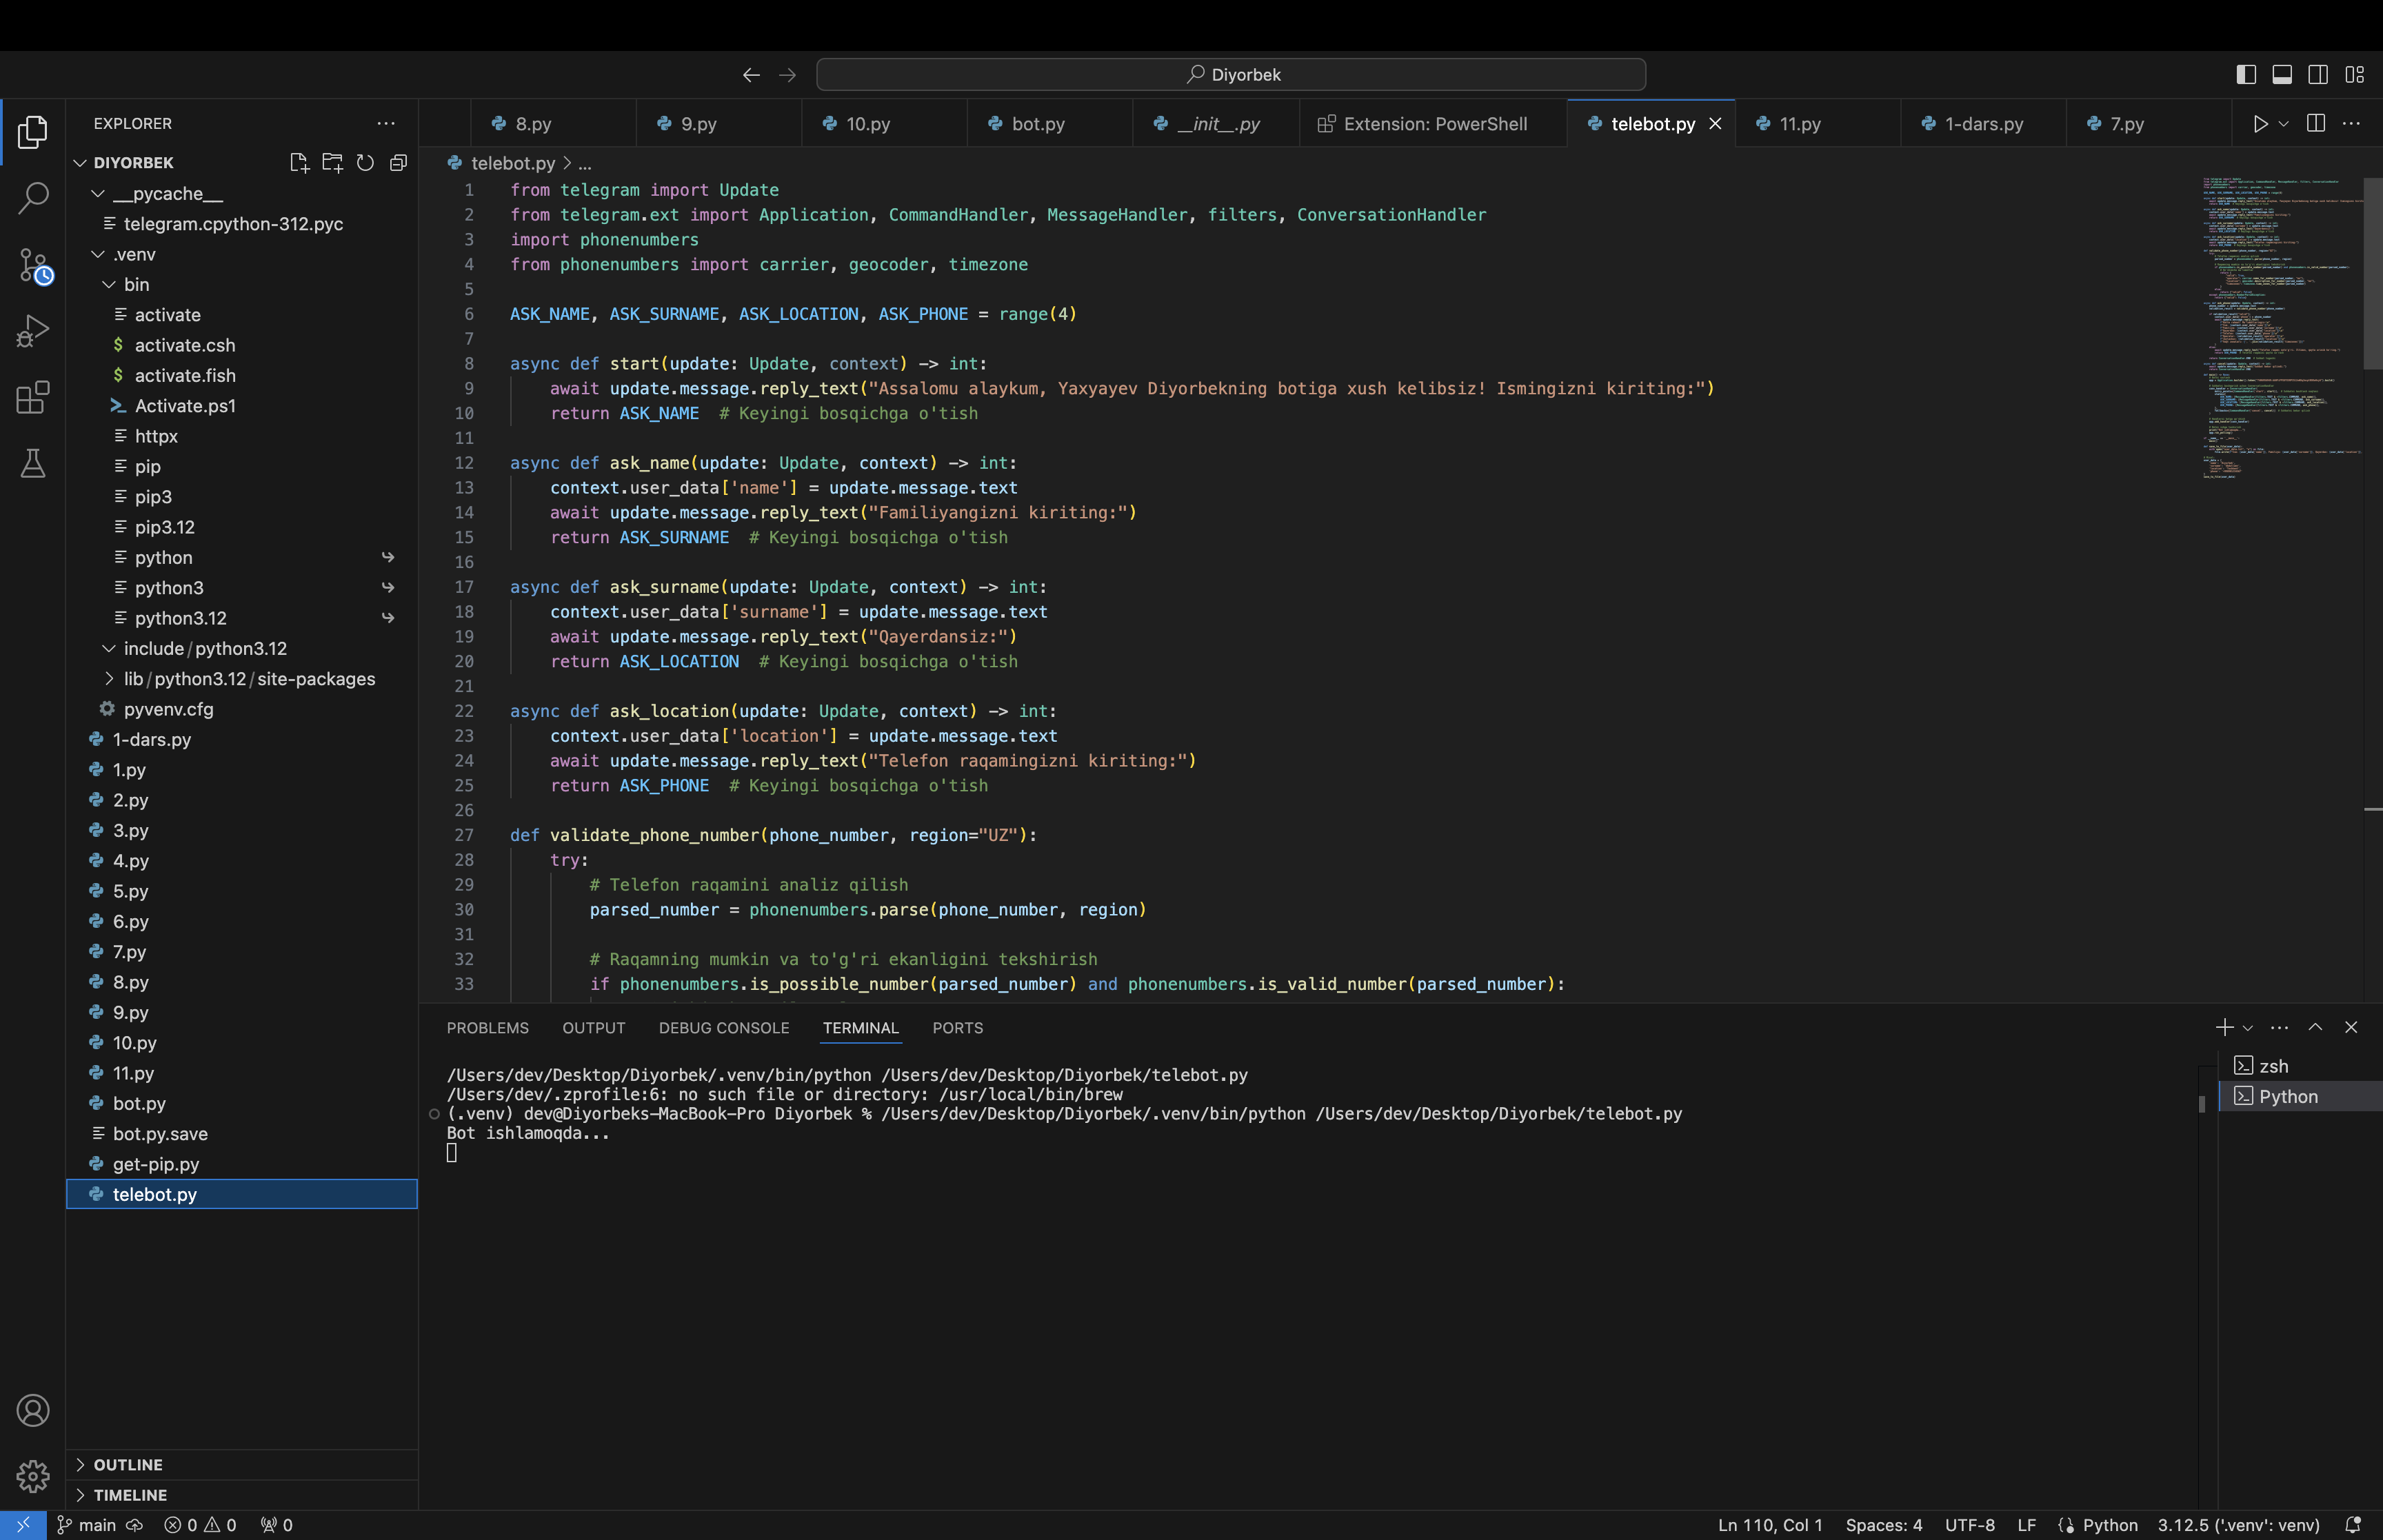 Diyorbek
EXPLORER
8.py
9.py
10.py
bot.py
__init__.py
Extension: PowerShell
telebot.py
11.py
1-dars.py
7.py
DIYORBEK
__pycache__
telegram.cpython-312.pyc
.venv
bin
activate
activate.csh
activate.fish
Activate.ps1
httpx
pip
pip3
pip3.12
python
python3
python3.12
include/python3.12
lib/python3.12/site-packages
pyvenv.cfg
1-dars.py
1.py
2.py
3.py
4.py
5.py
6.py
7.py
8.py
9.py
10.py
11.py
bot.py
bot.py.save
get-pip.py
telebot.py
OUTLINE
TIMELINE
telebot.py > ...
1 from telegram import Update
2 from telegram.ext import Application, CommandHandler, MessageHandler, filters, ConversationHandler
3 import phonenumbers
4 from phonenumbers import carrier, geocoder, timezone
5
6 ASK_NAME, ASK_SURNAME, ASK_LOCATION, ASK_PHONE = range(4)
7
8 async def start(update: Update, context) -> int:
9 await update.message.reply_text("Assalomu alaykum, Yaxyayev Diyorbekning botiga xush kelibsiz! Ismingizni kiriting:")
10 return ASK_NAME # Keyingi bosqichga o'tish
11
12 async def ask_name(update: Update, context) -> int:
13 context.user_data['name'] = update.message.text
14 await update.message.reply_text("Familiyangizni kiriting:")
15 return ASK_SURNAME # Keyingi bosqichga o'tish
16
17 async def ask_surname(update: Update, context) -> int:
18 context.user_data['surname'] = update.message.text
19 await update.message.reply_text("Qayerdansiz:")
20 return ASK_LOCATION # Keyingi bosqichga o'tish
21
22 async def ask_location(update: Update, context) -> int:
23 context.user_data['location'] = update.message.text
24 await update.message.reply_text("Telefon raqamingizni kiriting:")
25 return ASK_PHONE # Keyingi bosqichga o'tish
26
27 def validate_phone_number(phone_number, region="UZ"):
28 try:
29 # Telefon raqamini analiz qilish
30 parsed_number = phonenumbers.parse(phone_number, region)
31
32 # Raqamning mumkin va to'g'ri ekanligini tekshirish
33 if phonenumbers.is_possible_number(parsed_number) and phonenumbers.is_valid_number(parsed_number):
PROBLEMS OUTPUT DEBUG CONSOLE TERMINAL PORTS
/Users/dev/Desktop/Diyorbek/.venv/bin/python /Users/dev/Desktop/Diyorbek/telebot.py
/Users/dev/.zprofile:6: no such file or directory: /usr/local/bin/brew
(.venv) dev@Diyorbeks-MacBook-Pro Diyorbek % /Users/dev/Desktop/Diyorbek/.venv/bin/python /Users/dev/Desktop/Diyorbek/telebot.py
Bot ishlamoqda...
zsh
Python
main 0 0 0 Ln 110, Col 1 Spaces: 4 UTF-8 LF Python 3.12.5 ('.venv': venv)